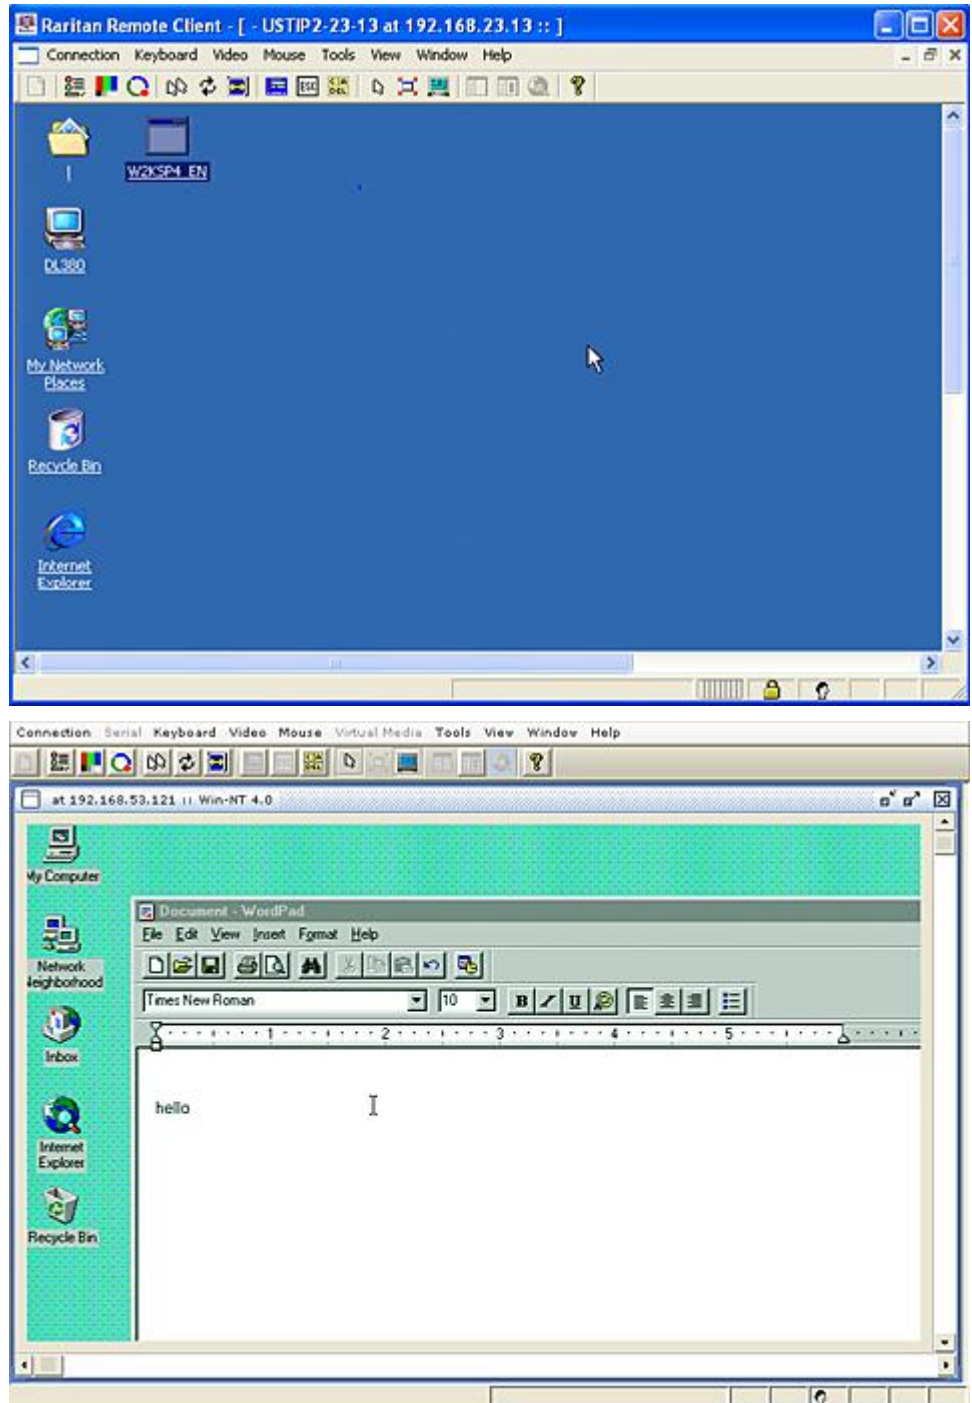 Raritan Remote Client - [ - USTIP2-23-13 at 192.168.23.13 :: ]
Connection Keyboard Video Mouse Tools View Window Help
W2KSP4_EN
DL380
My Network
Places
Recycle Bin
Internet
Explorer
Connection Serial Keyboard Video Mouse Virtual Media Tools View Window Help
at 192.168.53.121 :: Win-NT 4.0
My Computer
Document - WordPad
File Edit View Insert Format Help
Network
Neighborhood
Times New Roman 10 B I U
1 2 3 4 5
Inbox
hello
Internet
Explorer
Recycle Bin